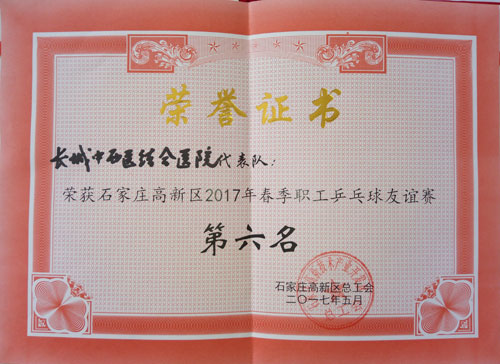 荣誉证书
长城中西医结合医院代表队：
荣获石家庄高新区2017年春季职工乒乓球友谊赛
第六名
石家庄高新区总工会
二〇一七年五月
总工会